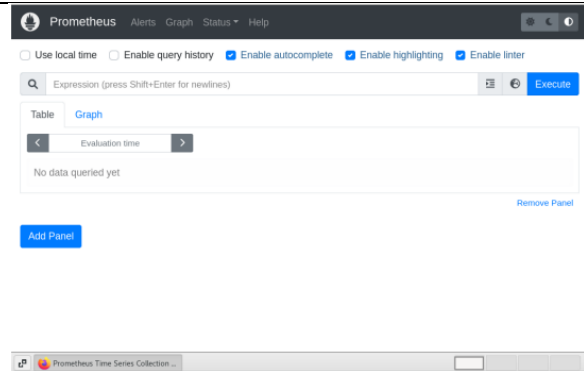 Prometheus Alerts Graph Status Help
Use local time Enable query history Enable autocomplete Enable highlighting Enable linter
Expression (press Shift+Enter for newlines) Execute
Table Graph
Evaluation time
No data queried yet
Remove Panel
Add Panel
Prometheus Time Series Collection ...